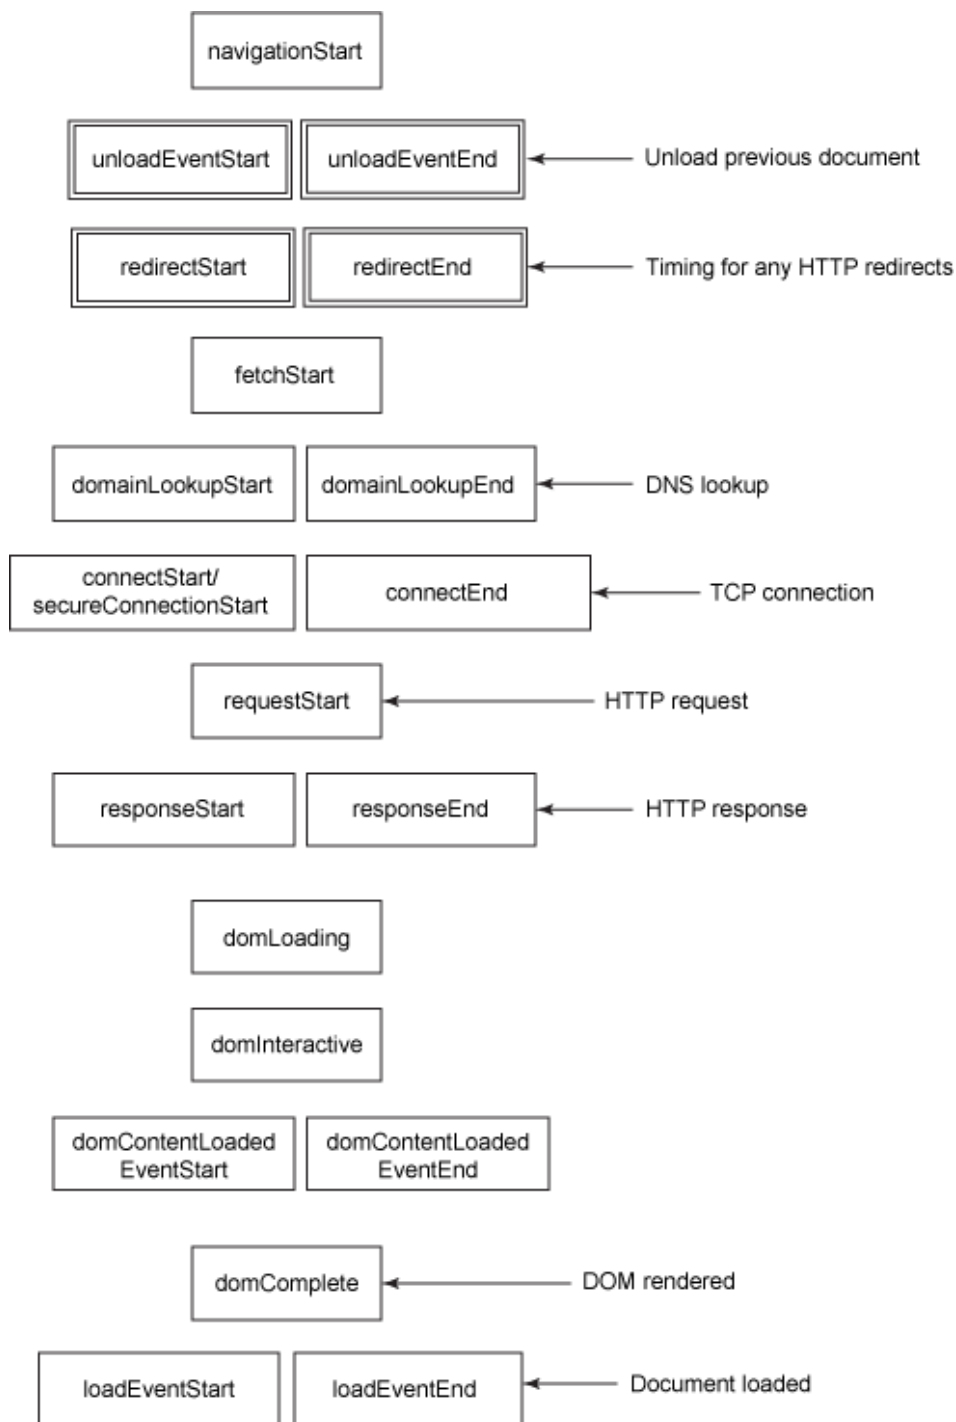 navigationStart
unloadEventStart unloadEventEnd Unload previous document
redirectStart redirectEnd Timing for any HTTP redirects
fetchStart
domainLookupStart domainLookupEnd DNS lookup
connectStart/
secureConnectionStart connectEnd TCP connection
requestStart HTTP request
responseStart responseEnd HTTP response
domLoading
domInteractive
domContentLoaded domContentLoaded
EventStart EventEnd
domComplete DOM rendered
loadEventStart loadEventEnd Document loaded